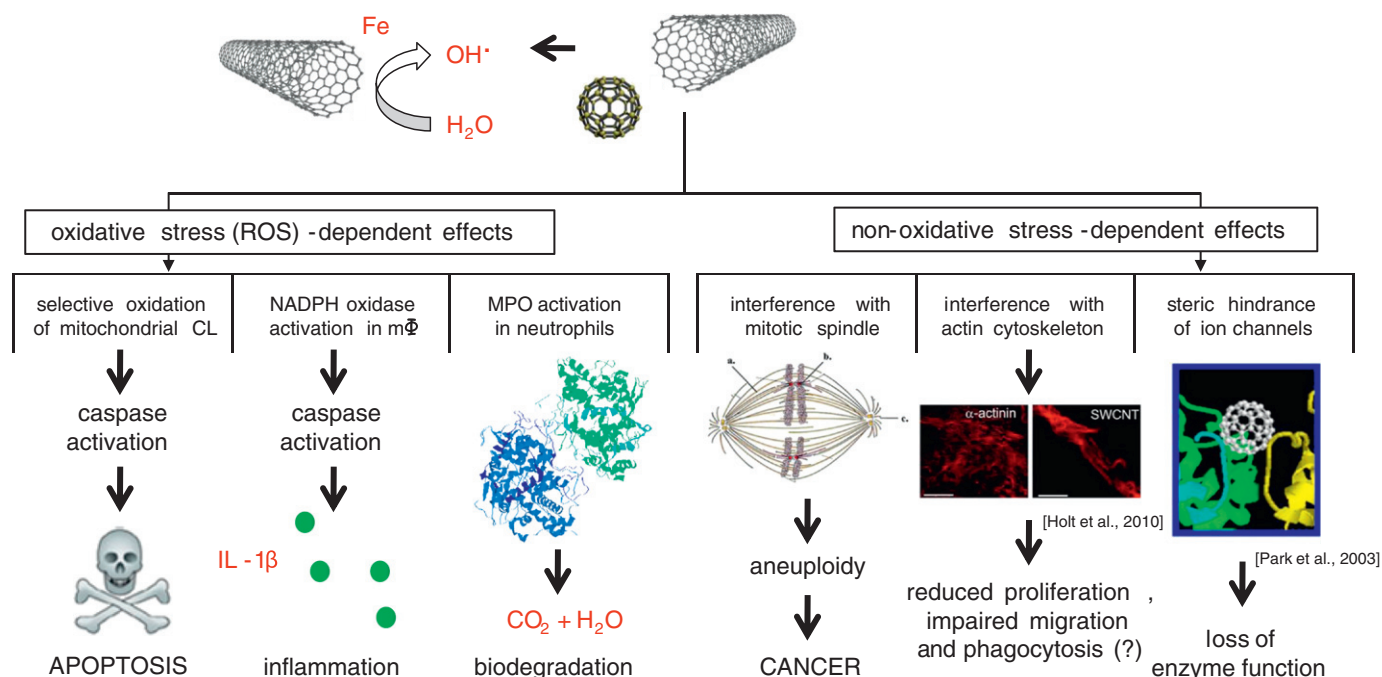 Fe
OH·
H₂O
oxidative stress (ROS) -dependent effects
non-oxidative stress -dependent effects
selective oxidation
of mitochondrial CL
NADPH oxidase
activation in mΦ
MPO activation
in neutrophils
interference with
mitotic spindle
interference with
actin cytoskeleton
steric hindrance
of ion channels
caspase
activation
caspase
activation
a.
b.
c.
α-actinin
SWCNT
[Holt et al., 2010]
[Park et al., 2003]
IL -1β
CO₂ + H₂O
aneuploidy
reduced proliferation ,
impaired migration
and phagocytosis (?)
loss of
enzyme function
APOPTOSIS
inflammation
biodegradation
CANCER